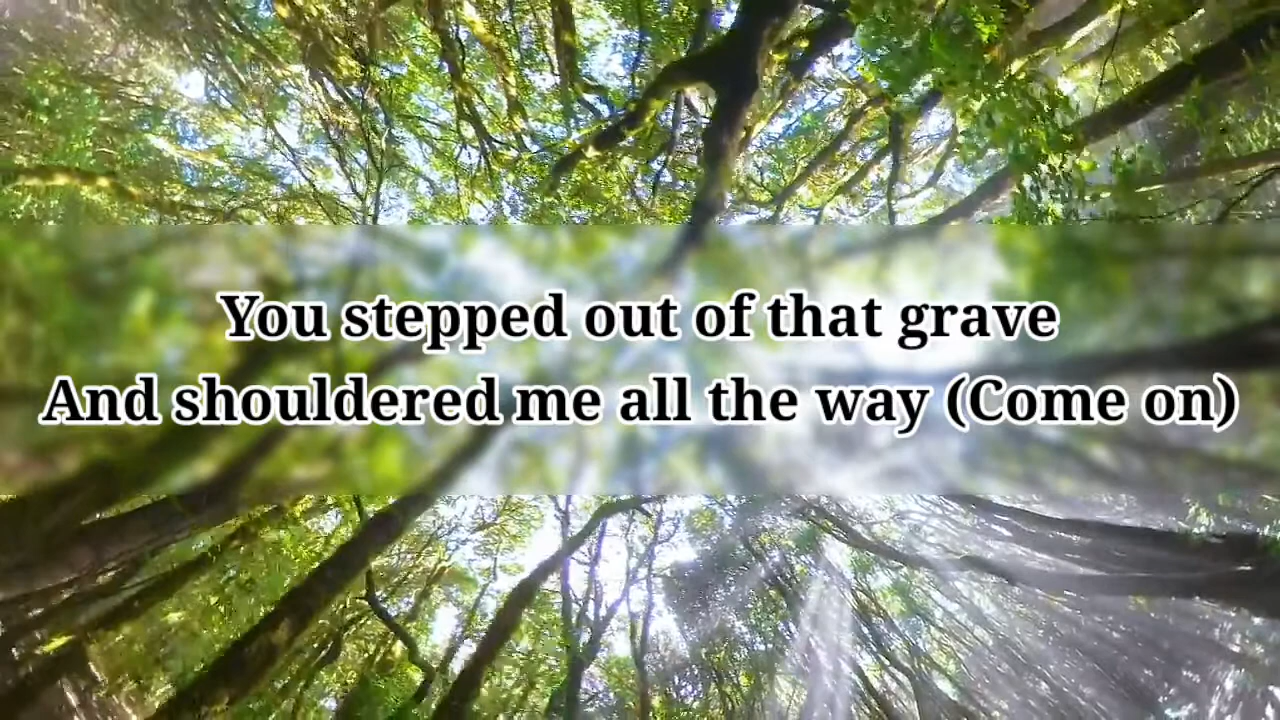 You stepped out of that grave
And shouldered me all the way (Come on)